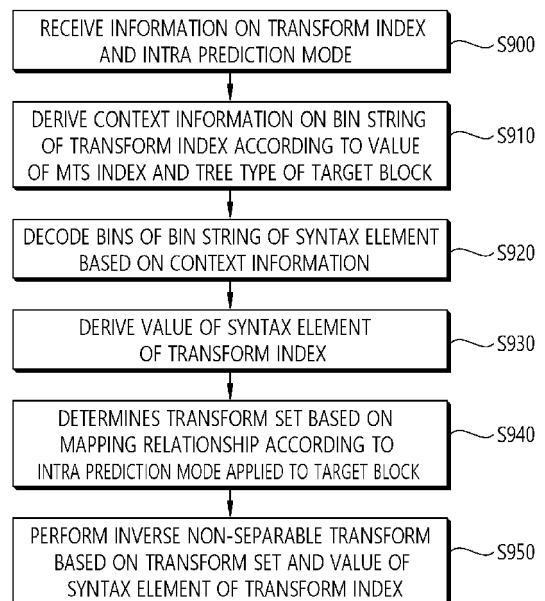 RECEIVE INFORMATION ON TRANSFORM INDEX
AND INTRA PREDICTION MODE
S900
DERIVE CONTEXT INFORMATION ON BIN STRING
OF TRANSFORM INDEX ACCORDING TO VALUE
OF MTS INDEX AND TREE TYPE OF TARGET BLOCK
S910
DECODE BINS OF BIN STRING OF SYNTAX ELEMENT
BASED ON CONTEXT INFORMATION
S920
DERIVE VALUE OF SYNTAX ELEMENT
OF TRANSFORM INDEX
S930
DETERMINES TRANSFORM SET BASED ON
MAPPING RELATIONSHIP ACCORDING TO
INTRA PREDICTION MODE APPLIED TO TARGET BLOCK
S940
PERFORM INVERSE NON-SEPARABLE TRANSFORM
BASED ON TRANSFORM SET AND VALUE OF
SYNTAX ELEMENT OF TRANSFORM INDEX
S950